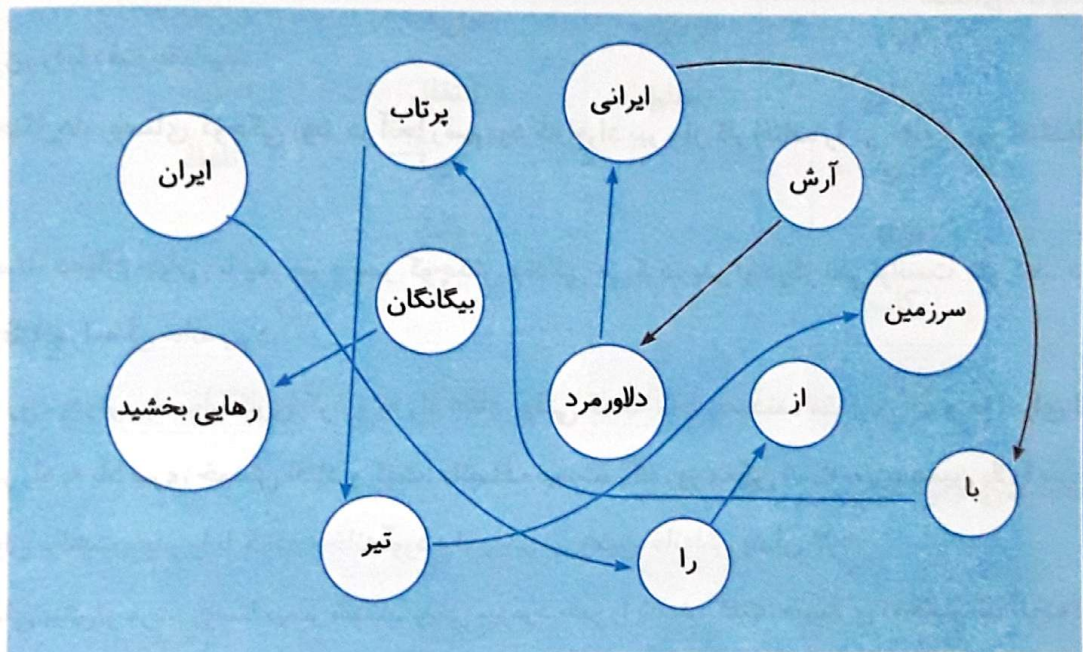 ایرانی
پرتاب
آرش
ایران
بیگانگان
سرزمین
دلاورمرد
از
رهایی بخشید
با
تیر
را